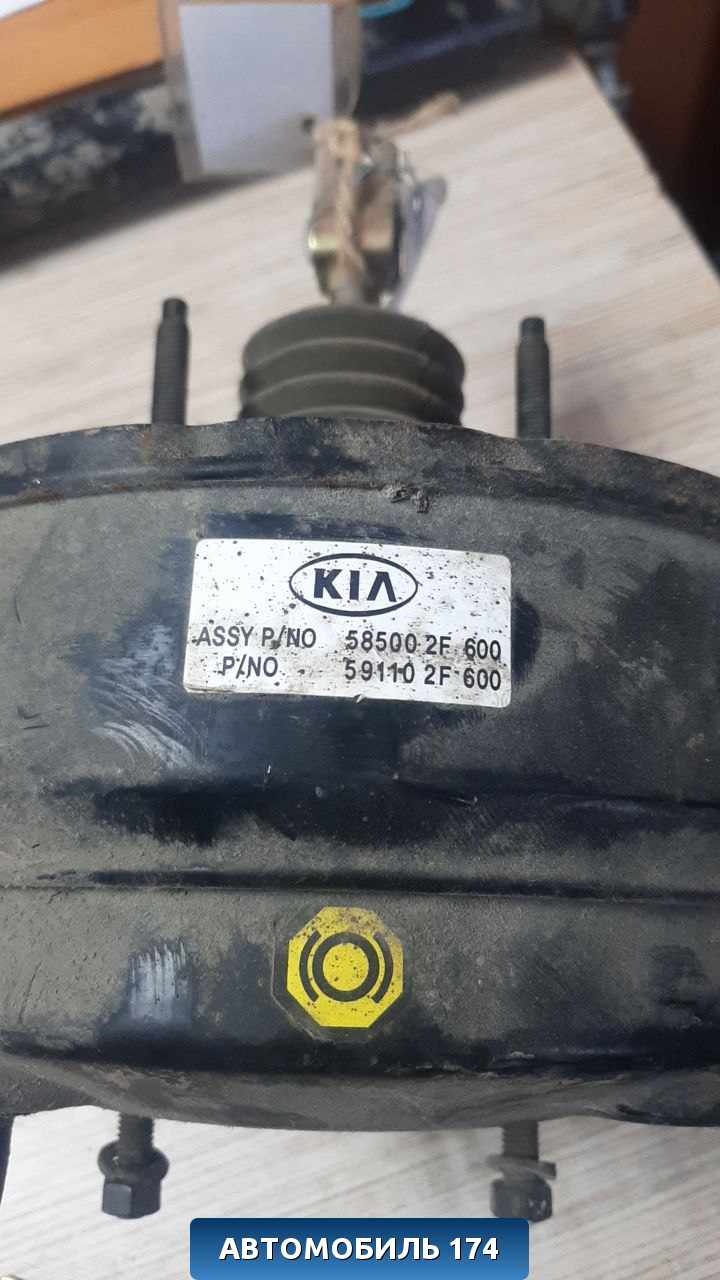 KIA
ASSY P/NO 58500 2F 600
P/NO 59110 2F 600
АВТОМОБИЛЬ 174